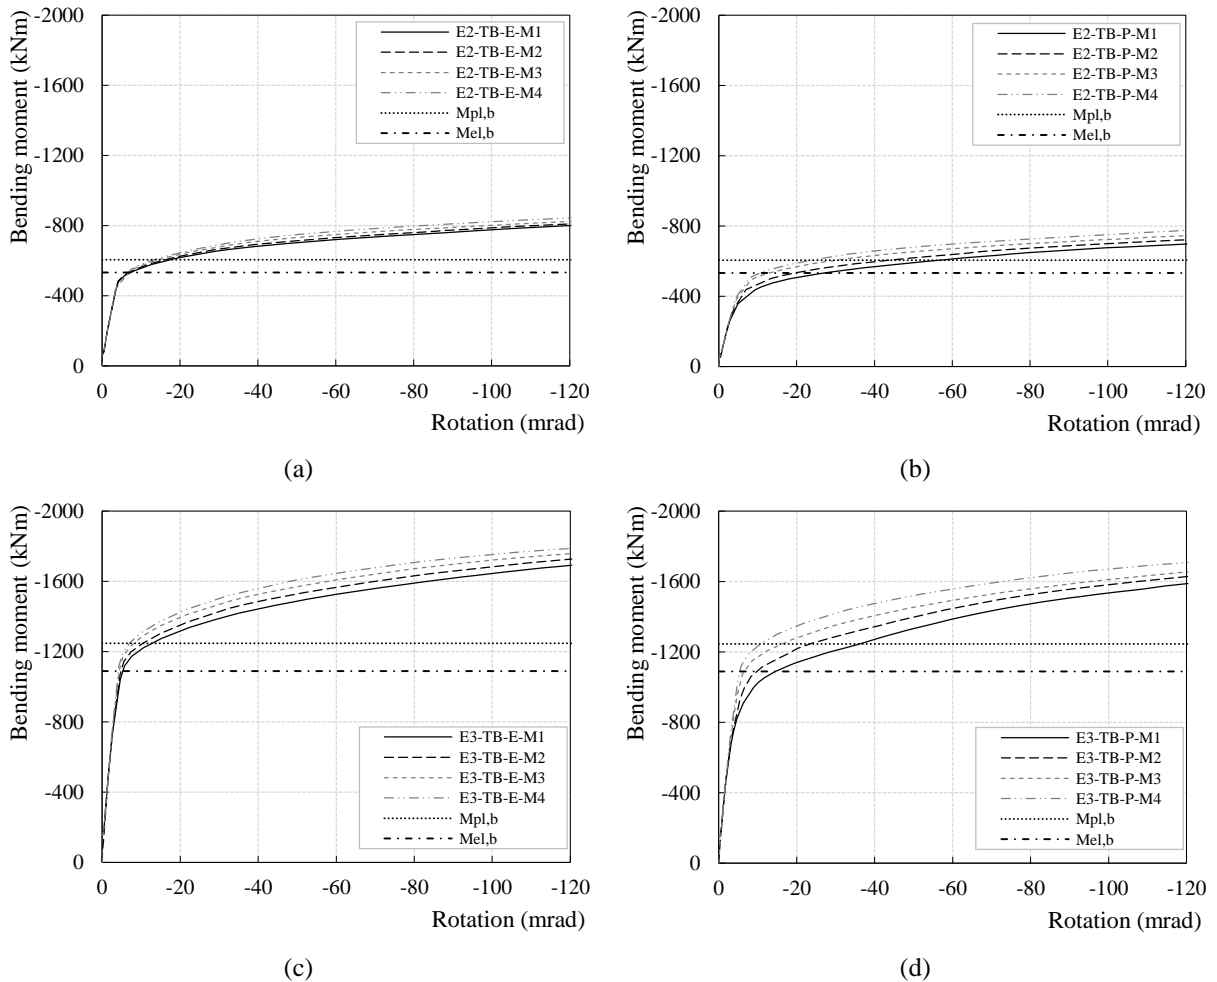 Bending moment (kNm)
-2000
-1600
-1200
-800
-400
0
E2-TB-E-M1
E2-TB-E-M2
E2-TB-E-M3
E2-TB-E-M4
Mpl,b
Mel,b
0 -20 -40 -60 -80 -100 -120
Rotation (mrad)
(a)
Bending moment (kNm)
-2000
-1600
-1200
-800
-400
0
E2-TB-P-M1
E2-TB-P-M2
E2-TB-P-M3
E2-TB-P-M4
Mpl,b
Mel,b
0 -20 -40 -60 -80 -100 -120
Rotation (mrad)
(b)
Bending moment (kNm)
-2000
-1600
-1200
-800
-400
0
E3-TB-E-M1
E3-TB-E-M2
E3-TB-E-M3
E3-TB-E-M4
Mpl,b
Mel,b
0 -20 -40 -60 -80 -100 -120
Rotation (mrad)
(c)
Bending moment (kNm)
-2000
-1600
-1200
-800
-400
0
E3-TB-P-M1
E3-TB-P-M2
E3-TB-P-M3
E3-TB-P-M4
Mpl,b
Mel,b
0 -20 -40 -60 -80 -100 -120
Rotation (mrad)
(d)